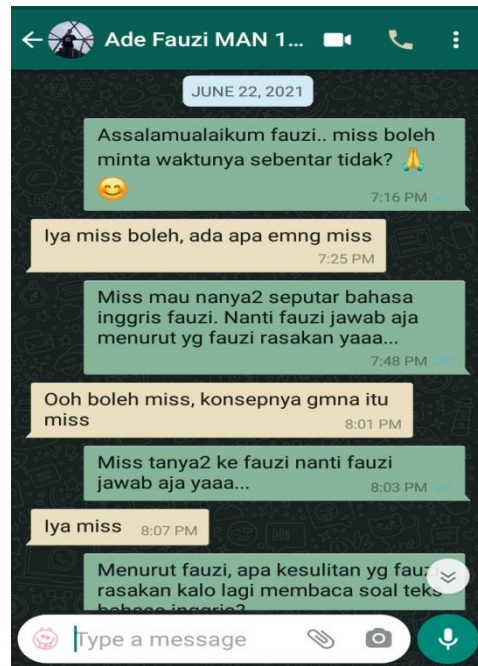 Ade Fauzi MAN 1...
JUNE 22, 2021
Assalamualaikum fauzi.. miss boleh
minta waktunya sebentar tidak? 🙏
😊
7:16 PM
Iya miss boleh, ada apa emng miss
7:25 PM
Miss mau nanya2 seputar bahasa
inggris fauzi. Nanti fauzi jawab aja
menurut yg fauzi rasakan yaaa...
7:48 PM
Ooh boleh miss, konsepnya gmna itu
miss
8:01 PM
Miss tanya2 ke fauzi nanti fauzi
jawab aja yaaa...
8:03 PM
Iya miss 8:07 PM
Menurut fauzi, apa kesulitan yg fauzi
rasakan kalo lagi membaca soal teks
bahasa inggris?
Type a message